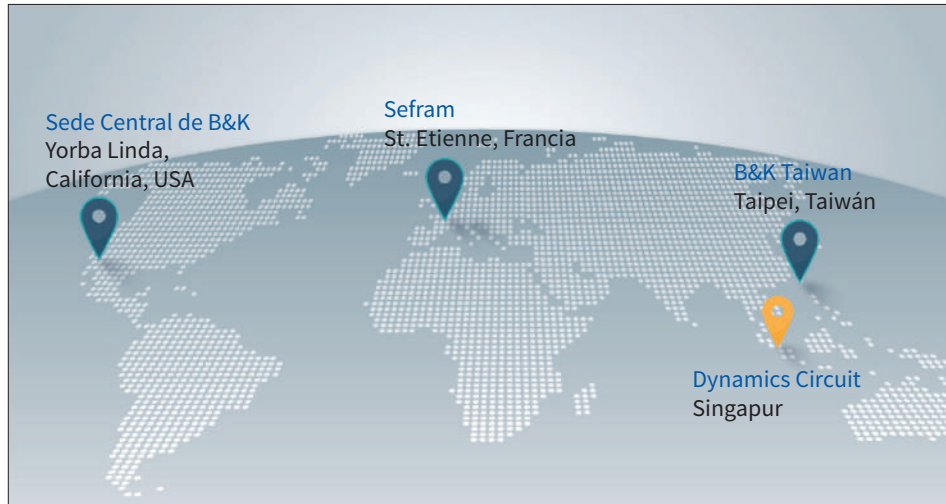 Sede Central de B&K
Yorba Linda,
California, USA
Sefram
St. Etienne, Francia
B&K Taiwan
Taipei, Taiwán
Dynamics Circuit
Singapur